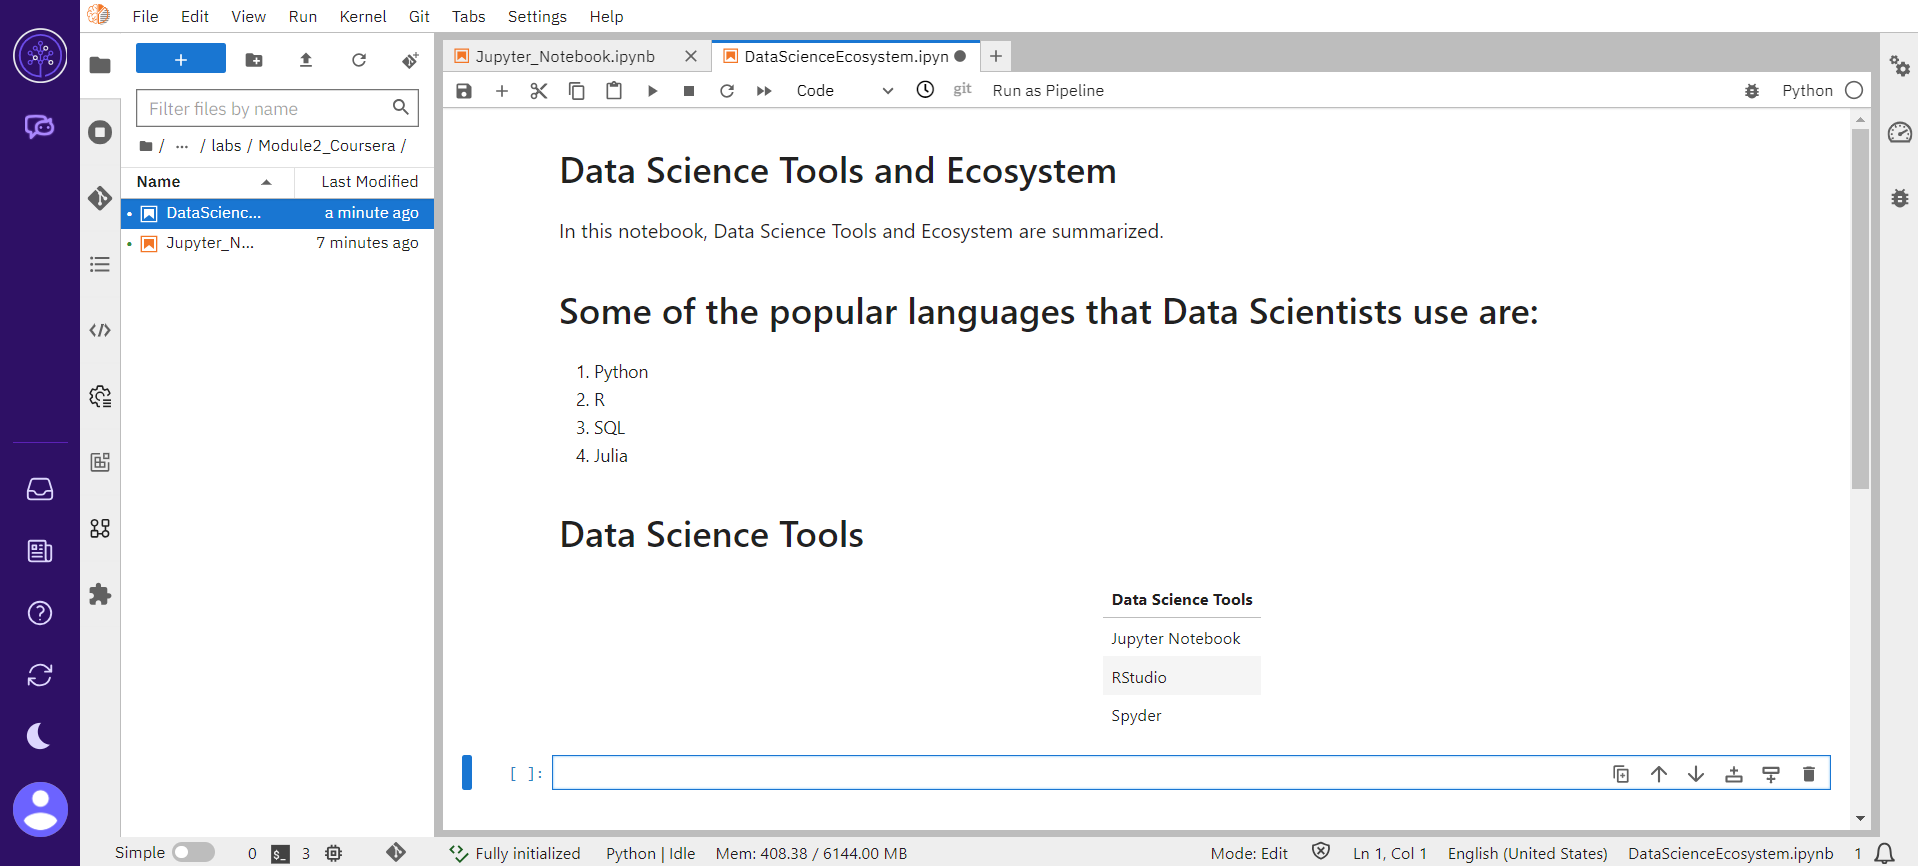 File Edit View Run Kernel Git Tabs Settings Help
Filter files by name
/ ... / labs / Module2_Coursera /
Name Last Modified
DataScienc... a minute ago
Jupyter_N... 7 minutes ago
Jupyter_Notebook.ipynb
DataScienceEcosystem.ipyn
Code git Run as Pipeline Python
Data Science Tools and Ecosystem
In this notebook, Data Science Tools and Ecosystem are summarized.
Some of the popular languages that Data Scientists use are:
1. Python
2. R
3. SQL
4. Julia
Data Science Tools
Data Science Tools
Jupyter Notebook
RStudio
Spyder
[ ]:
Simple 0 $_ 3 Fully initialized Python | Idle Mem: 408.38 / 6144.00 MB Mode: Edit Ln 1, Col 1 English (United States) DataScienceEcosystem.ipynb 1